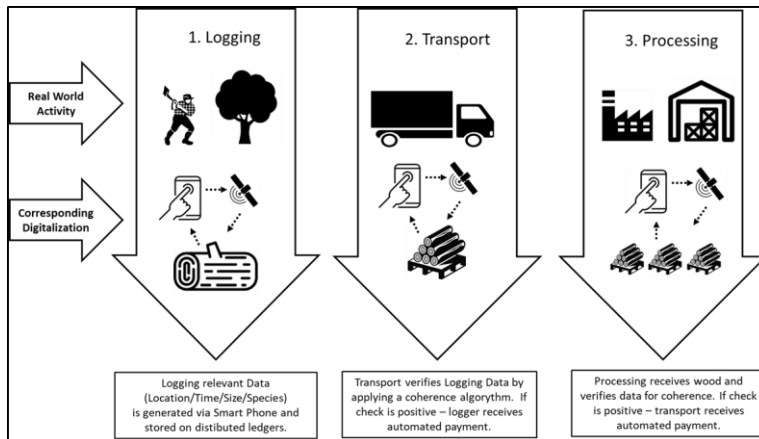 1. Logging
2. Transport
3. Processing
Real World
Activity
Corresponding
Digitalization
Logging relevant Data
(Location/Time/Size/Species)
is generated via Smart Phone and
stored on distibuted ledgers.
Transport verifies Logging Data by
applying a coherence algorythm. If
check is positive – logger receives
automated payment.
Processing receives wood and
verifies data for coherence. If check
is positive – transport receives
automated payment.